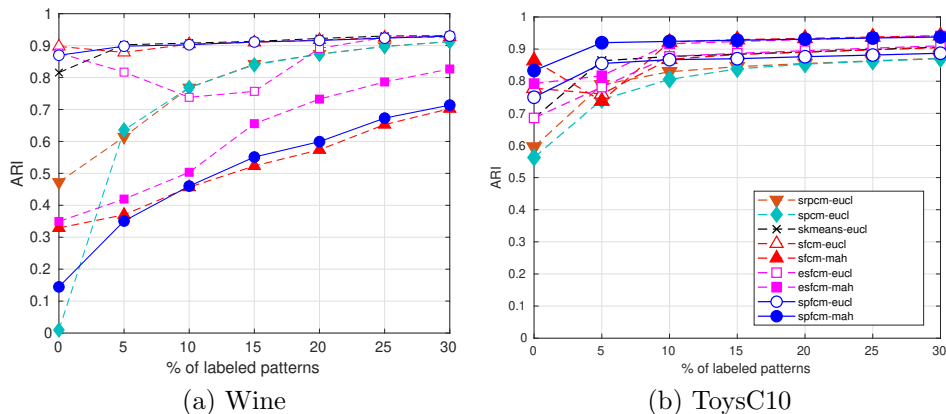 1
0.9
0.8
0.7
0.6
0.5
0.4
0.3
0.2
0.1
0
ARI
0 5 10 15 20 25 30
% of labeled patterns
(a) Wine
1
0.9
0.8
0.7
0.6
0.5
0.4
0.3
0.2
0.1
0
ARI
srpcm-eucl
spcm-eucl
skmeans-eucl
sfcm-eucl
sfcm-mah
esfcm-eucl
esfcm-mah
spfcm-eucl
spfcm-mah
0 5 10 15 20 25 30
% of labeled patterns
(b) ToysC10